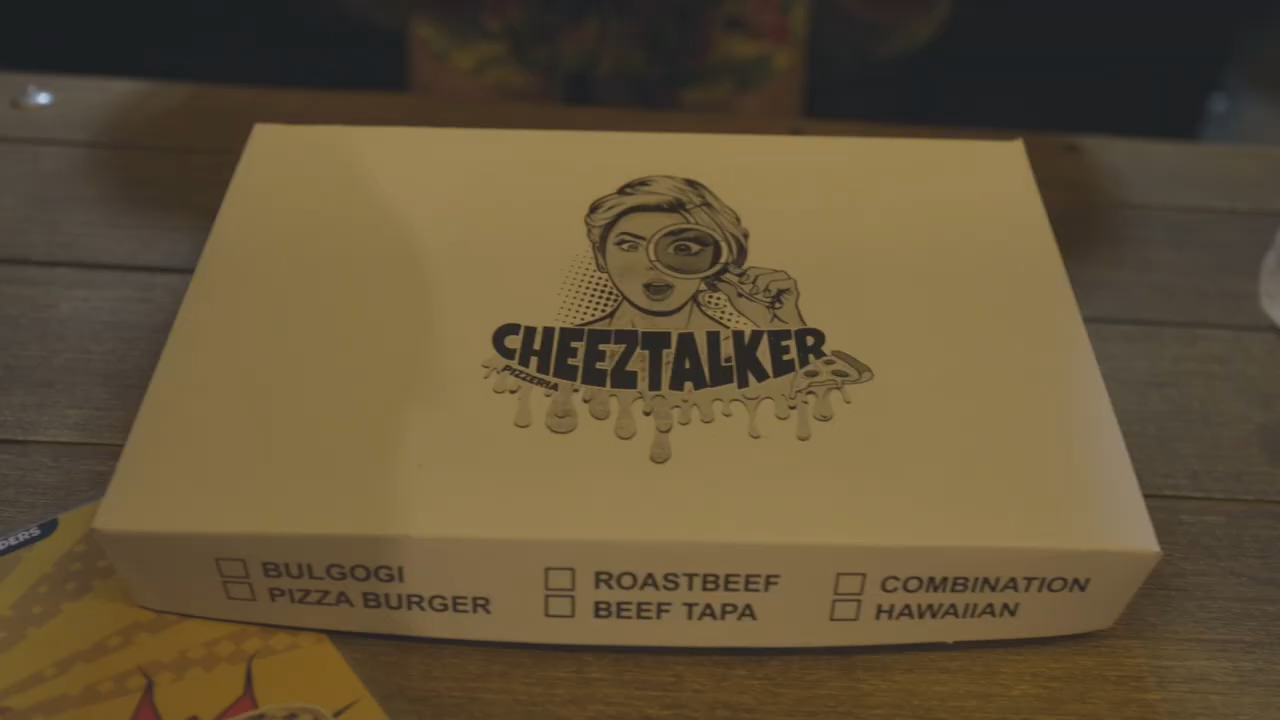 CHEEZTALKER
PIZZERIA
BULGOGI
PIZZA BURGER
ROASTBEEF
BEEF TAPA
COMBINATION
HAWAIIAN